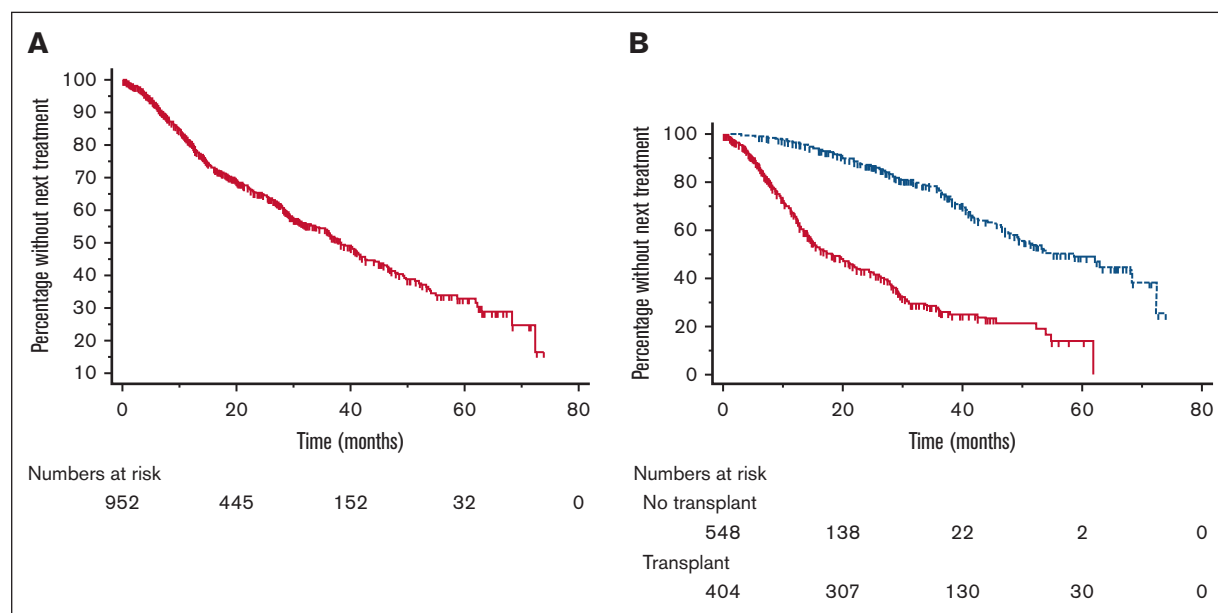 A
Percentage without next treatment
100
90
80
70
60
50
40
30
20
10
0 20 40 60 80
Time (months)
Numbers at risk
952 445 152 32 0
B
Percentage without next treatment
100
80
60
40
20
0
0 20 40 60 80
Time (months)
Numbers at risk
No transplant
548 138 22 2 0
Transplant
404 307 130 30 0